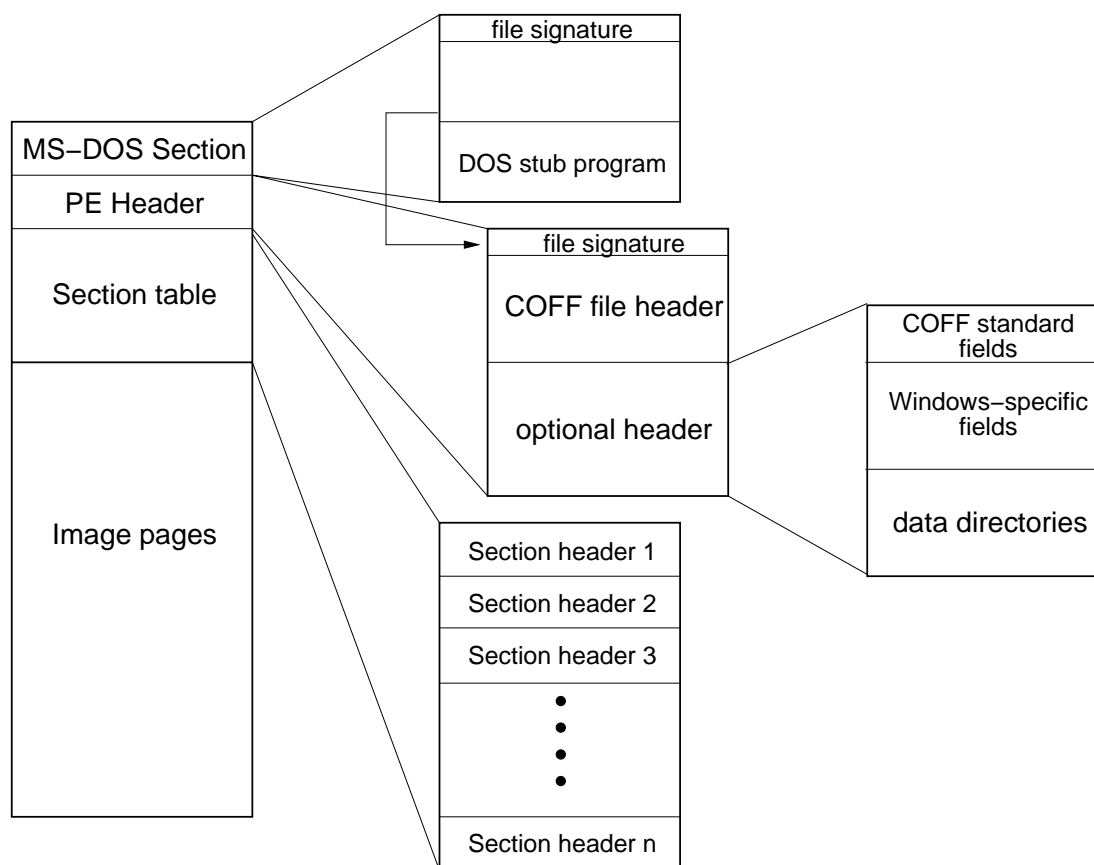 file signature
DOS stub program
MS−DOS Section
PE Header
Section table
Image pages
file signature
COFF file header
optional header
COFF standard
fields
Windows−specific
fields
data directories
Section header 1
Section header 2
Section header 3
Section header n